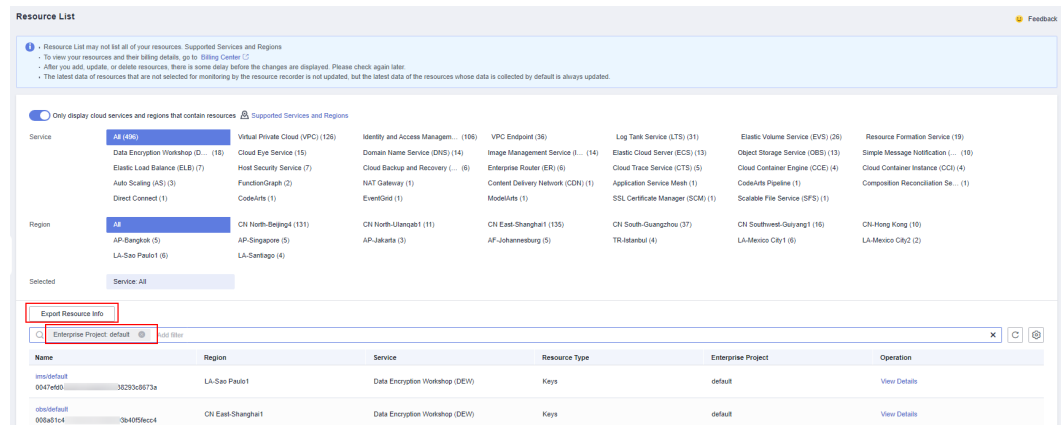 Resource List
Feedback
Resource List may not list all of your resources. Supported Services and Regions
To view your resources and their billing details, go to Billing Center
After you add, update, or delete resources, there is some delay before the changes are displayed. Please check again later.
The latest data of resources that are not selected for monitoring by the resource recorder is not updated, but the latest data of the resources whose data is collected by default is always updated.
Only display cloud services and regions that contain resources Supported Services and Regions
Service All (496) Virtual Private Cloud (VPC) (126) Identity and Access Managem... (106) VPC Endpoint (36) Log Tank Service (LTS) (31) Elastic Volume Service (EVS) (26) Resource Formation Service (19)
Data Encryption Workshop (D... (18) Cloud Eye Service (15) Domain Name Service (DNS) (14) Image Management Service (I... (14) Elastic Cloud Server (ECS) (13) Object Storage Service (OBS) (13) Simple Message Notification (... (10)
Elastic Load Balance (ELB) (7) Host Security Service (7) Cloud Backup and Recovery (... (6) Enterprise Router (ER) (6) Cloud Trace Service (CTS) (5) Cloud Container Engine (CCE) (4) Cloud Container Instance (CCI) (4)
Auto Scaling (AS) (3) FunctionGraph (2) NAT Gateway (1) Content Delivery Network (CDN) (1) Application Service Mesh (1) CodeArts Pipeline (1) Composition Reconciliation Se... (1)
Direct Connect (1) CodeArts (1) EventGrid (1) ModelArts (1) SSL Certificate Manager (SCM) (1) Scalable File Service (SFS) (1)
Region All CN North-Beijing4 (131) CN North-Ulanqab1 (11) CN East-Shanghai1 (135) CN South-Guangzhou (37) CN Southwest-Guiyang1 (16) CN-Hong Kong (10)
AP-Bangkok (5) AP-Singapore (5) AP-Jakarta (3) AF-Johannesburg (5) TR-Istanbul (4) LA-Mexico City1 (6) LA-Mexico City2 (2)
LA-Sao Paulo1 (6) LA-Santiago (4)
Selected Service: All
Export Resource Info
Enterprise Project: default Add filter
Name Region Service Resource Type Enterprise Project Operation
ims/default
0047efd0- 38293c8673a LA-Sao Paulo1 Data Encryption Workshop (DEW) Keys default View Details
obs/default
008a81c4 3b40f5fecc4 CN East-Shanghai1 Data Encryption Workshop (DEW) Keys default View Details